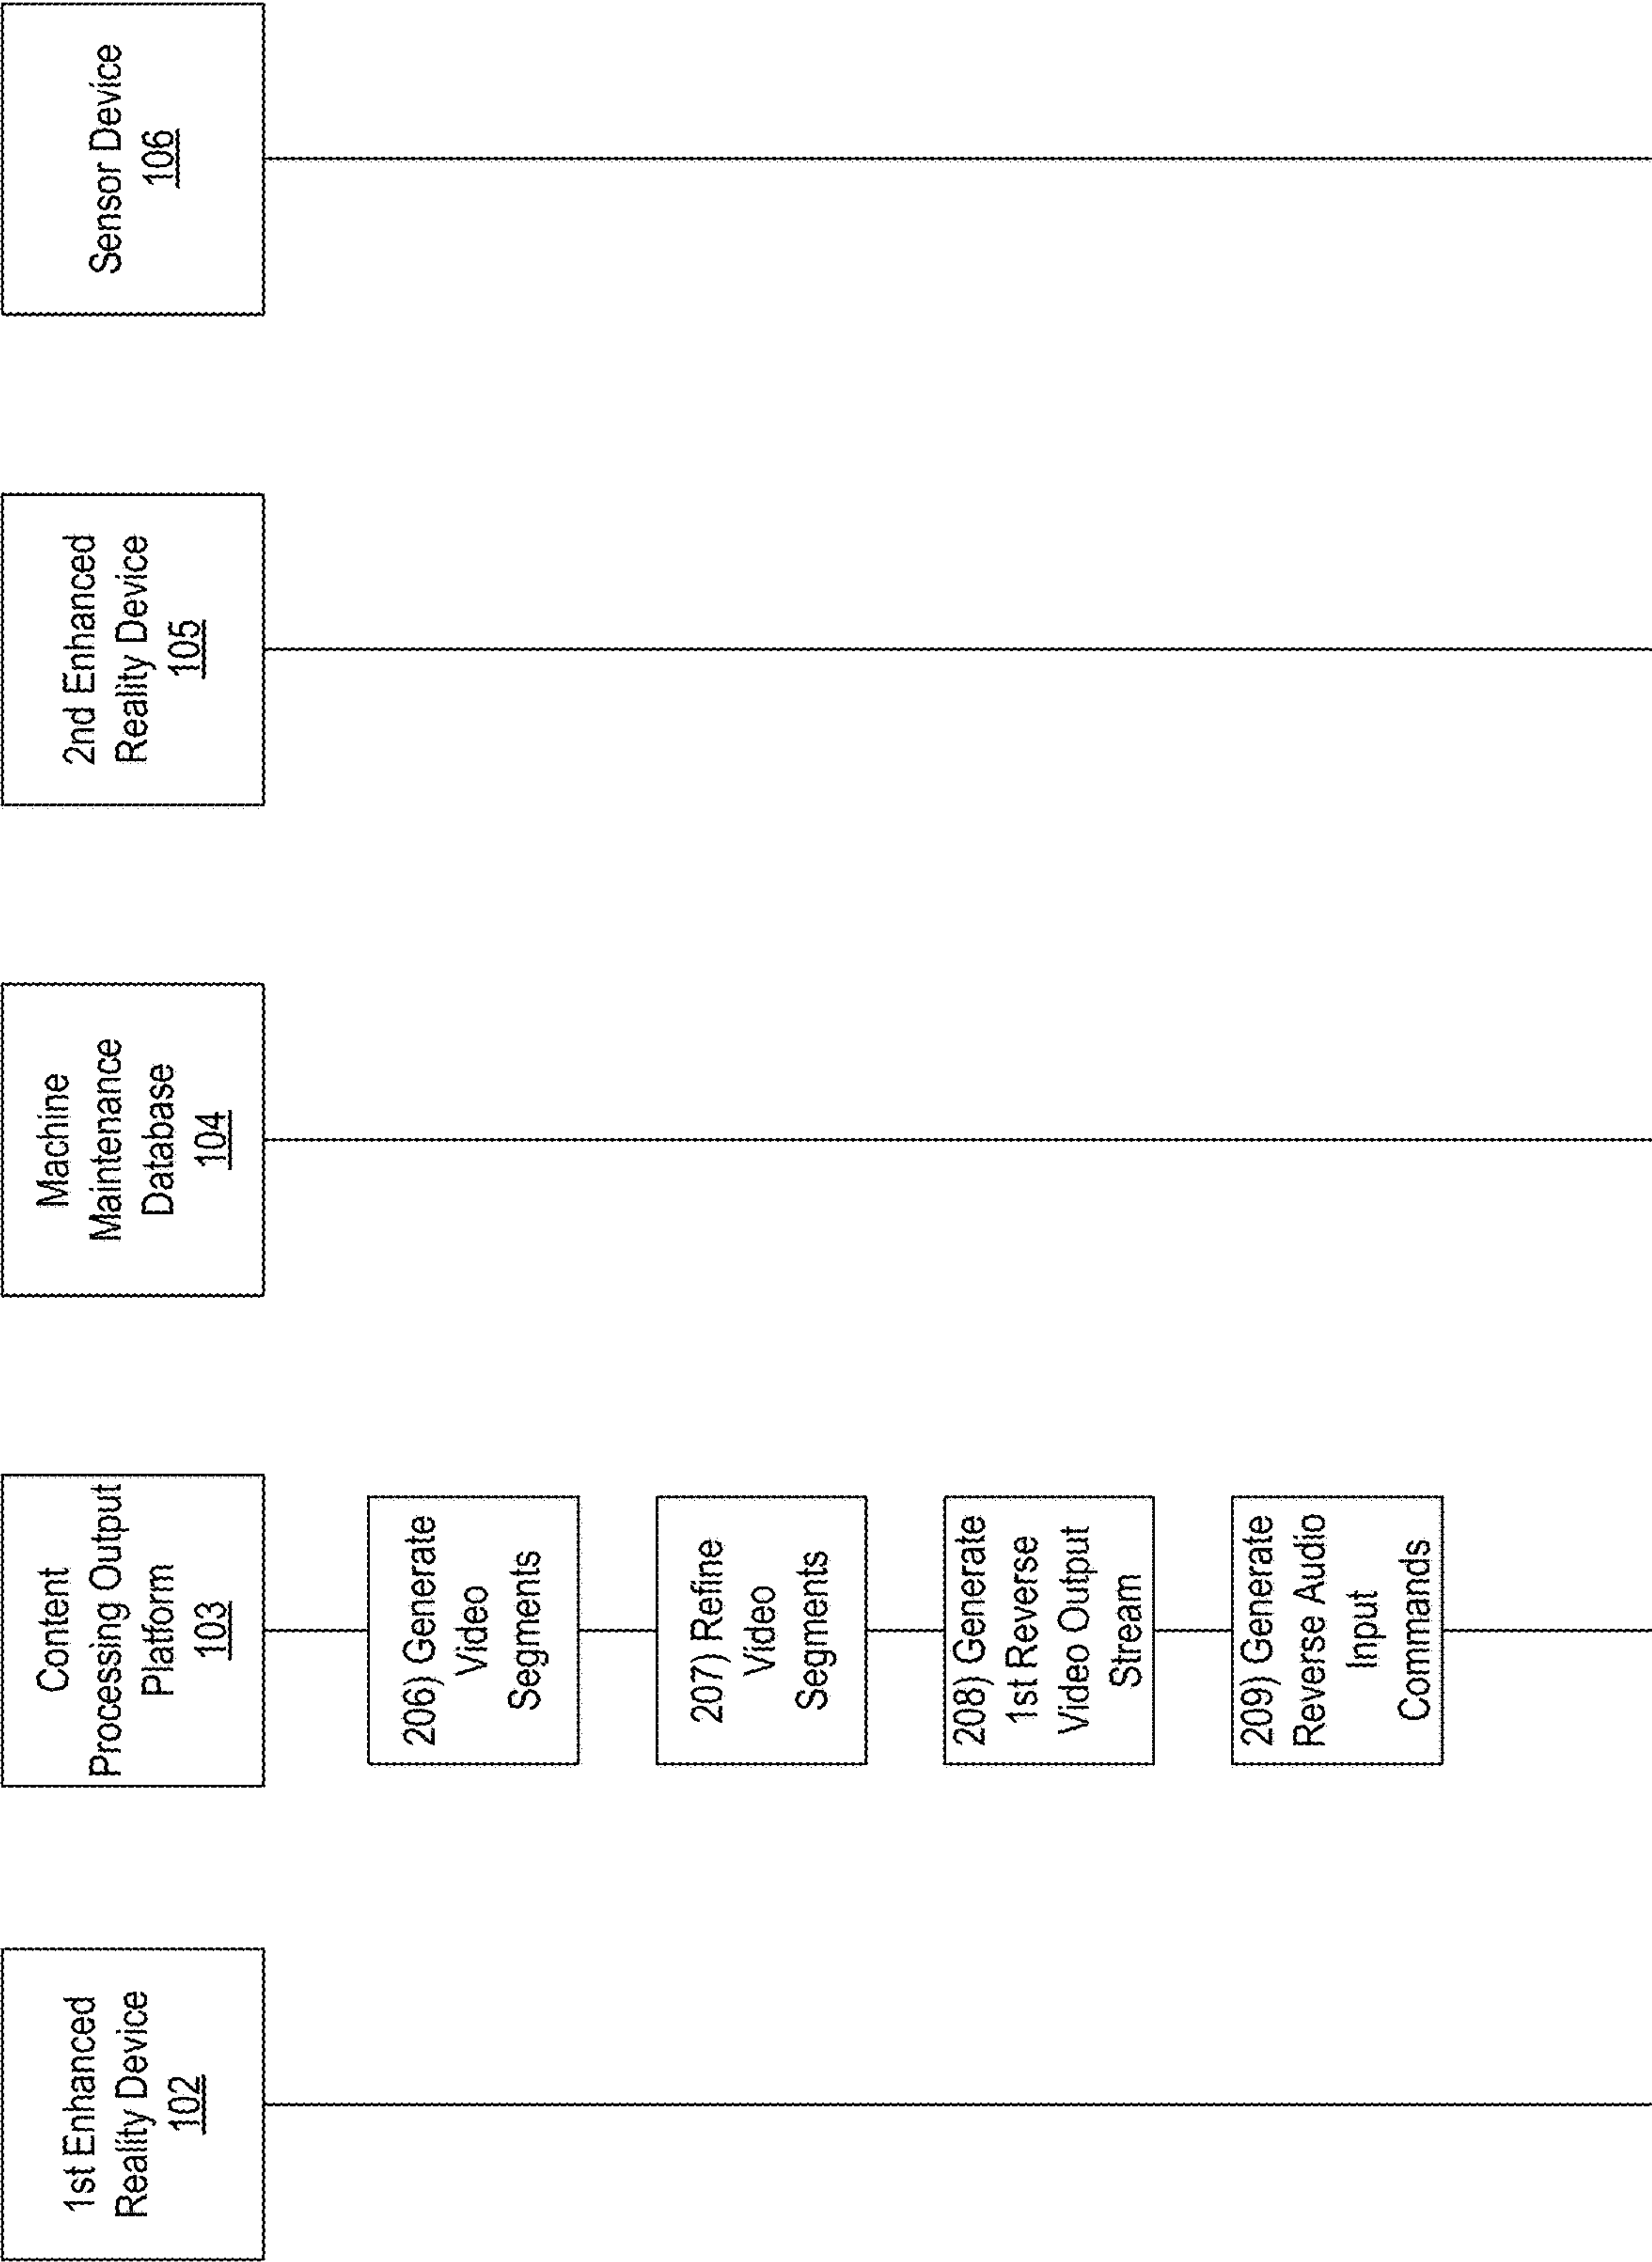 1st Enhanced
Reality Device
102
Content
Processing Output
Platform
103
Machine
Maintenance
Database
104
2nd Enhanced
Reality Device
105
Sensor Device
106
206) Generate
Video
Segments
207) Refine
Video
Segments
208) Generate
1st Reverse
Video Output
Stream
209) Generate
Reverse Audio
Input
Commands